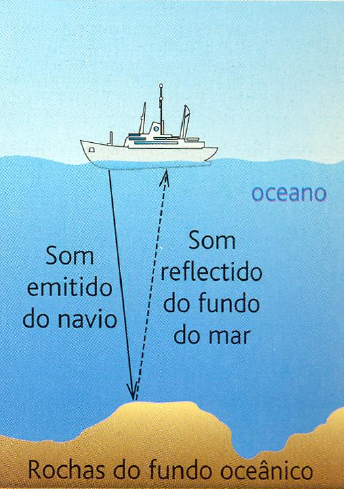 oceano
Som
emitido
do navio
Som
reflectido
do fundo
do mar
Rochas do fundo oceânico